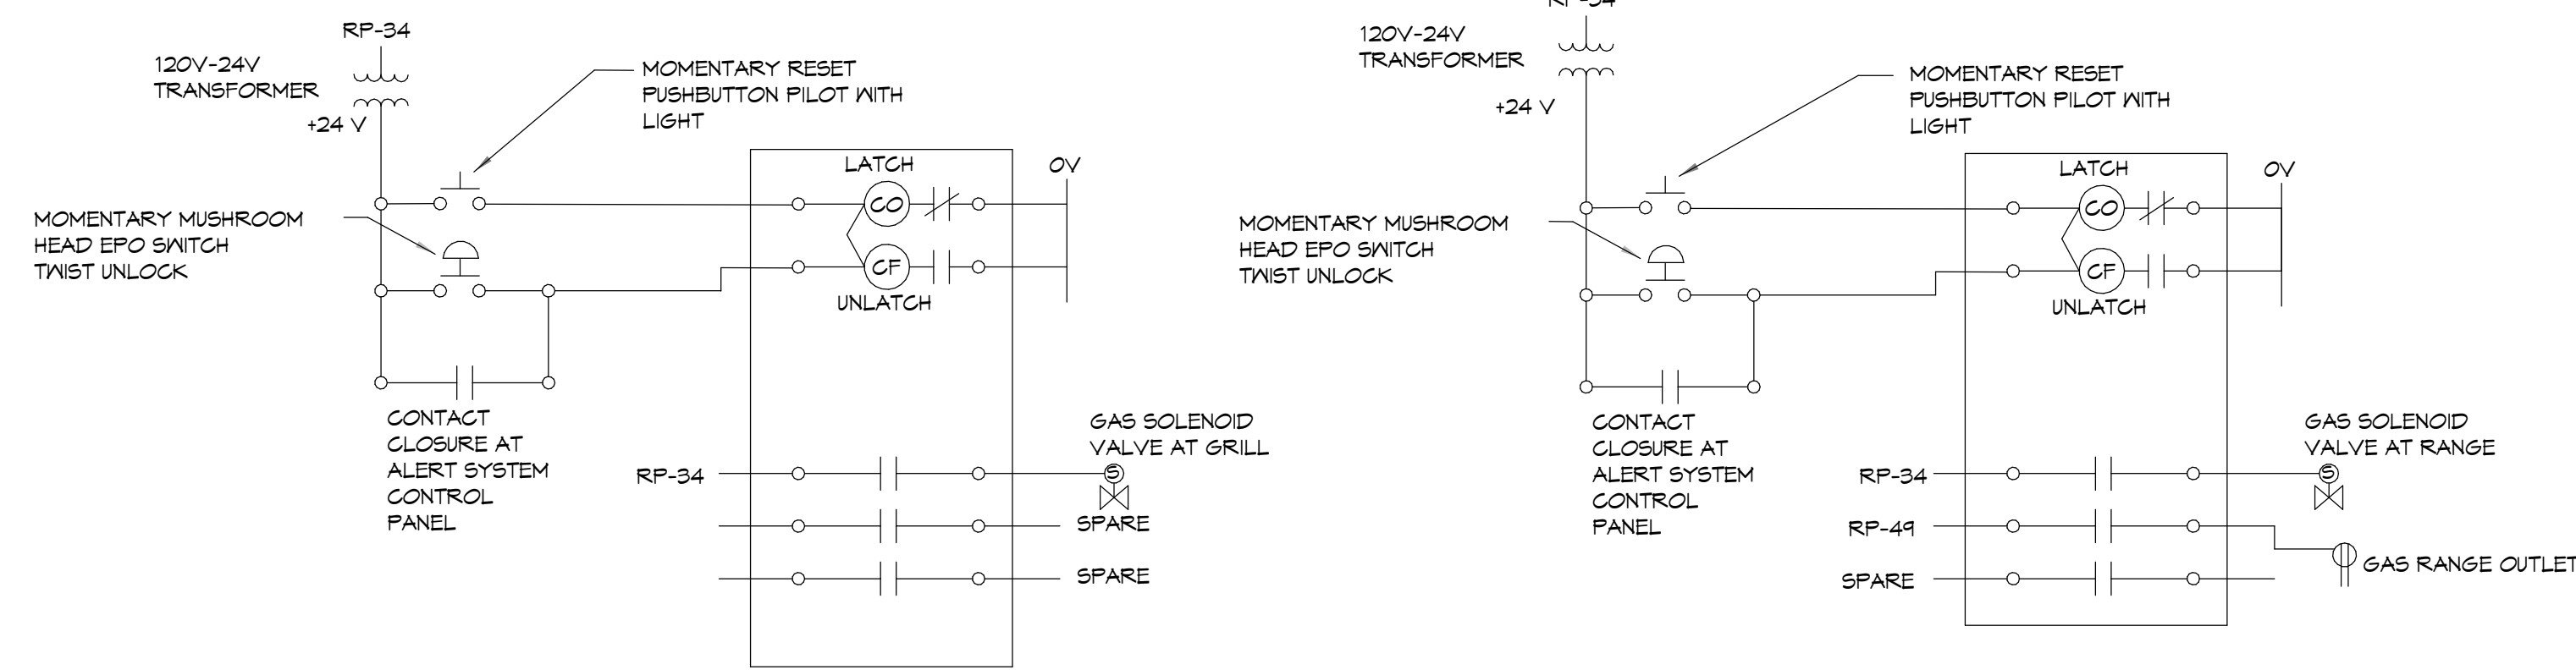 RP-34
120V-24V
TRANSFORMER
+24 V
MOMENTARY RESET
PUSHBUTTON PILOT WITH
LIGHT
MOMENTARY MUSHROOM
HEAD EPO SWITCH
TWIST UNLOCK
LATCH
CO
CF
UNLATCH
0V
CONTACT
CLOSURE AT
ALERT SYSTEM
CONTROL
PANEL
RP-34
GAS SOLENOID
VALVE AT GRILL
S
SPARE
SPARE
RP-34
120V-24V
TRANSFORMER
+24 V
MOMENTARY RESET
PUSHBUTTON PILOT WITH
LIGHT
MOMENTARY MUSHROOM
HEAD EPO SWITCH
TWIST UNLOCK
LATCH
CO
CF
UNLATCH
0V
CONTACT
CLOSURE AT
ALERT SYSTEM
CONTROL
PANEL
GAS SOLENOID
VALVE AT RANGE
RP-34
S
RP-49
GAS RANGE OUTLET
SPARE